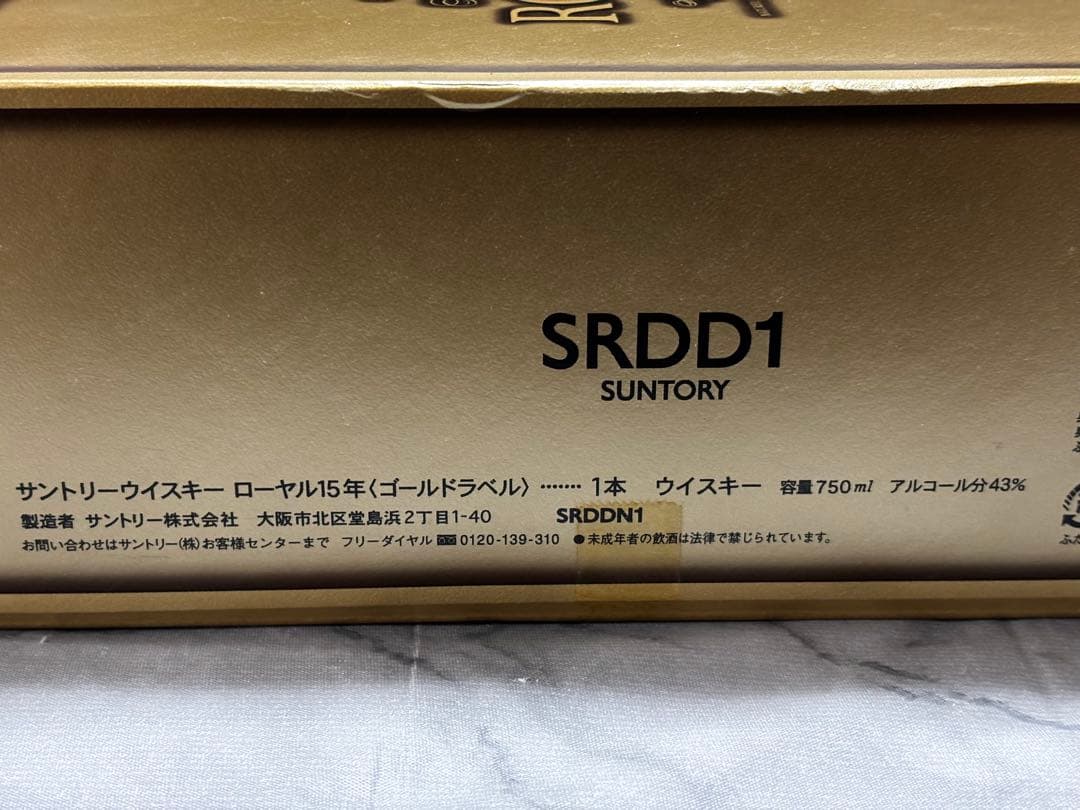 SRDD1
SUNTORY
サントリーウイスキー ローヤル15年〈ゴールドラベル〉 ……… 1本 ウイスキー 容量750ml アルコール分43%
製造者 サントリー株式会社 大阪市北区堂島浜2丁目1-40 SRDDN1
お問い合わせはサントリー(株)お客様センターまで フリーダイヤル 0120-139-310 ●未成年者の飲酒は法律で禁じられています。